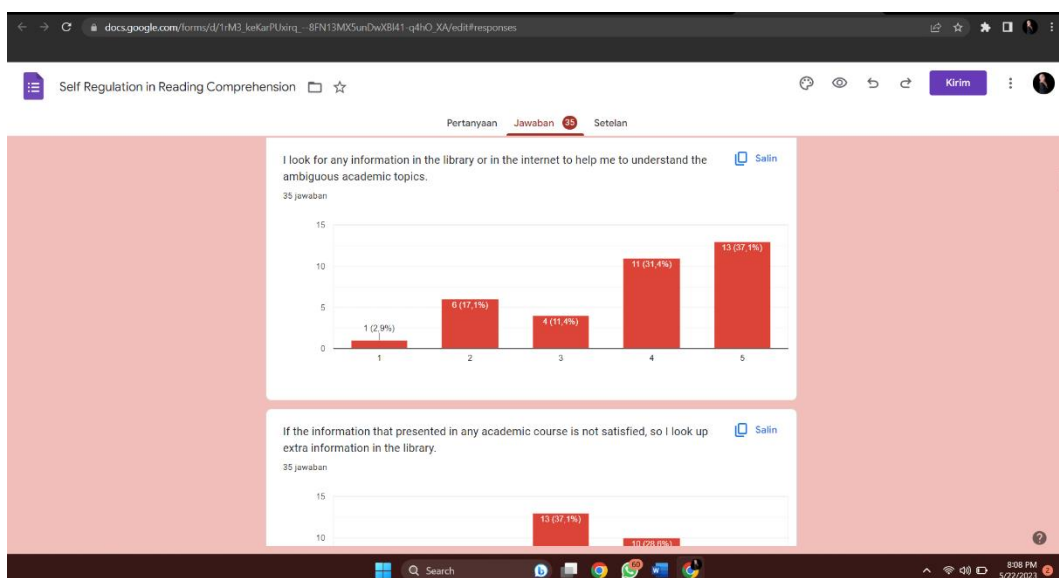 docs.google.com/forms/d/1rM3_keKarPUxirq_--8FN13MX5unDwXBl41-q4hO_XA/edit#responses
Self Regulation in Reading Comprehension
Kirim
Pertanyaan Jawaban 35 Setelan
I look for any information in the library or in the internet to help me to understand the
ambiguous academic topics.
Salin
35 jawaban
15
10
5
0
1 (2,9%)
6 (17,1%)
4 (11,4%)
11 (31,4%)
13 (37,1%)
1 2 3 4 5
If the information that presented in any academic course is not satisfied, so I look up
extra information in the library.
Salin
35 jawaban
15
10
13 (37,1%)
10 (28,6%)
Search
60
8:08 PM
5/22/2023
2